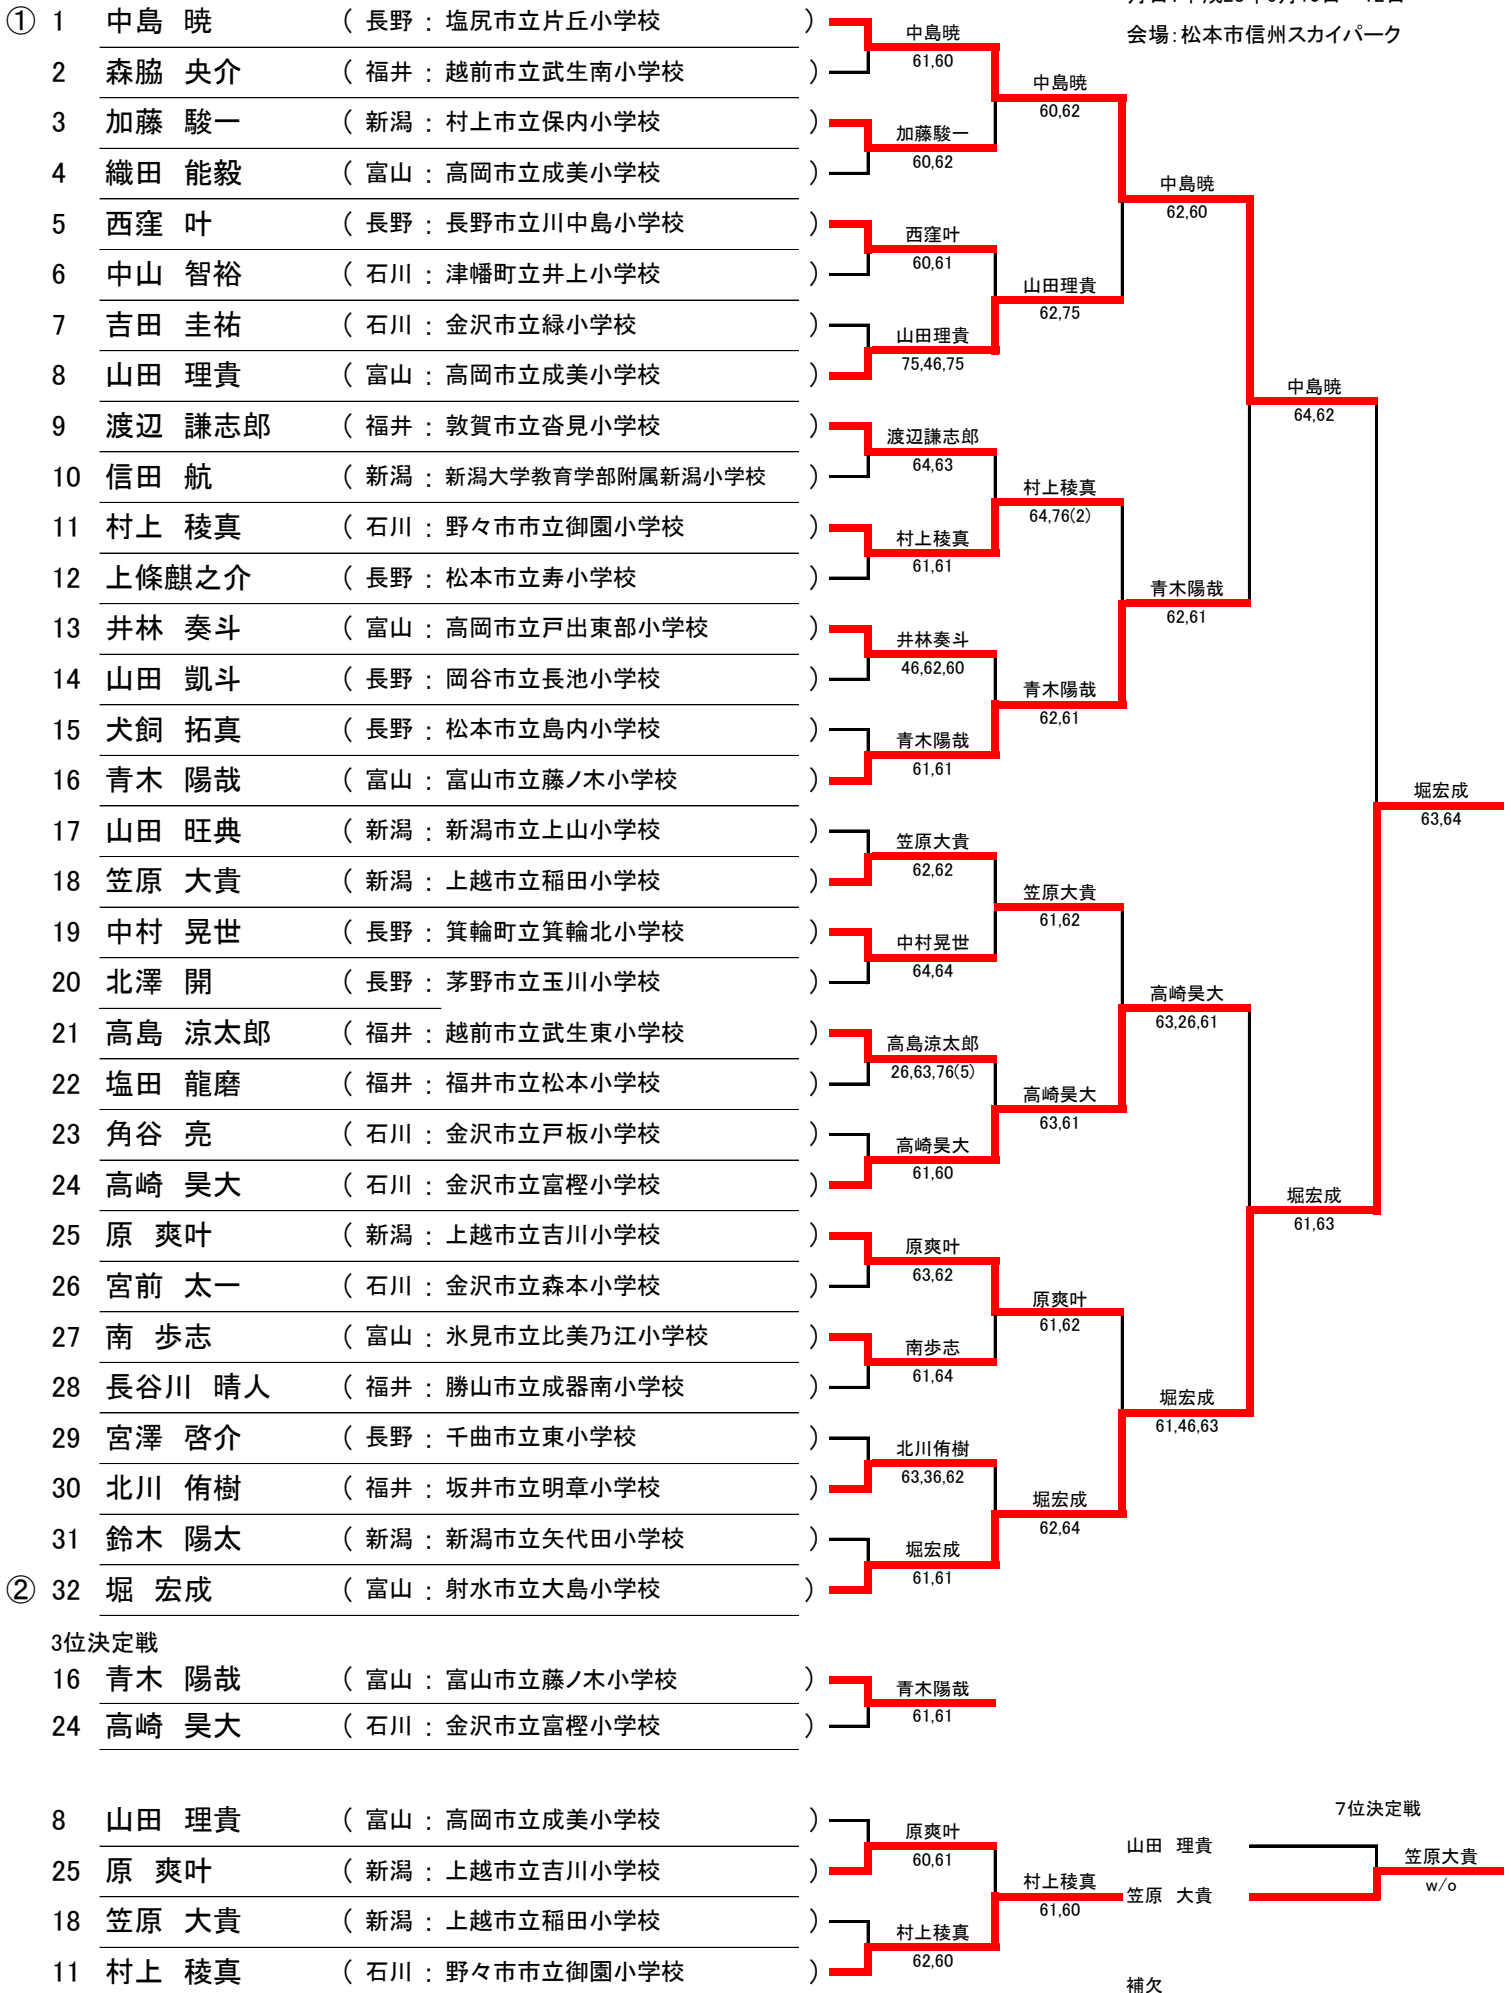 会場：松本市信州スカイパーク
① 1 中島 暁 （ 長野 ： 塩尻市立片丘小学校 ）
2 森脇 央介 （ 福井 ： 越前市立武生南小学校 ）
3 加藤 駿一 （ 新潟 ： 村上市立保内小学校 ）
4 織田 能毅 （ 富山 ： 高岡市立成美小学校 ）
5 西窪 叶 （ 長野 ： 長野市立川中島小学校 ）
6 中山 智裕 （ 石川 ： 津幡町立井上小学校 ）
7 吉田 圭祐 （ 石川 ： 金沢市立緑小学校 ）
8 山田 理貴 （ 富山 ： 高岡市立成美小学校 ）
9 渡辺 謙志郎 （ 福井 ： 敦賀市立沓見小学校 ）
10 信田 航 （ 新潟 ： 新潟大学教育学部附属新潟小学校 ）
11 村上 稜真 （ 石川 ： 野々市市立御園小学校 ）
12 上條麒之介 （ 長野 ： 松本市立寿小学校 ）
13 井林 奏斗 （ 富山 ： 高岡市立戸出東部小学校 ）
14 山田 凱斗 （ 長野 ： 岡谷市立長池小学校 ）
15 犬飼 拓真 （ 長野 ： 松本市立島内小学校 ）
16 青木 陽哉 （ 富山 ： 富山市立藤ノ木小学校 ）
17 山田 旺典 （ 新潟 ： 新潟市立上山小学校 ）
18 笠原 大貴 （ 新潟 ： 上越市立稲田小学校 ）
19 中村 晃世 （ 長野 ： 箕輪町立箕輪北小学校 ）
20 北澤 開 （ 長野 ： 茅野市立玉川小学校 ）
21 高島 涼太郎 （ 福井 ： 越前市立武生東小学校 ）
22 塩田 龍磨 （ 福井 ： 福井市立松本小学校 ）
23 角谷 亮 （ 石川 ： 金沢市立戸板小学校 ）
24 高崎 昊大 （ 石川 ： 金沢市立富樫小学校 ）
25 原 爽叶 （ 新潟 ： 上越市立吉川小学校 ）
26 宮前 太一 （ 石川 ： 金沢市立森本小学校 ）
27 南 歩志 （ 富山 ： 氷見市立比美乃江小学校 ）
28 長谷川 晴人 （ 福井 ： 勝山市立成器南小学校 ）
29 宮澤 啓介 （ 長野 ： 千曲市立東小学校 ）
30 北川 侑樹 （ 福井 ： 坂井市立明章小学校 ）
31 鈴木 陽太 （ 新潟 ： 新潟市立矢代田小学校 ）
② 32 堀 宏成 （ 富山 ： 射水市立大島小学校 ）
中島暁
61,60
加藤駿一
60,62
西窪叶
60,61
山田理貴
75,46,75
渡辺謙志郎
64,63
村上稜真
61,61
井林奏斗
46,62,60
青木陽哉
61,61
笠原大貴
62,62
中村晃世
64,64
高島涼太郎
26,63,76(5)
高崎昊大
61,60
原爽叶
63,62
南歩志
61,64
北川侑樹
63,36,62
堀宏成
61,61
中島暁
60,62
山田理貴
62,75
村上稜真
64,76(2)
青木陽哉
62,61
笠原大貴
61,62
高崎昊大
63,61
原爽叶
61,62
堀宏成
62,64
中島暁
62,60
青木陽哉
62,61
高崎昊大
63,26,61
堀宏成
61,46,63
中島暁
64,62
堀宏成
61,63
堀宏成
63,64
3位決定戦
16 青木 陽哉 （ 富山 ： 富山市立藤ノ木小学校 ）
24 高崎 昊大 （ 石川 ： 金沢市立富樫小学校 ）
青木陽哉
61,61
8 山田 理貴 （ 富山 ： 高岡市立成美小学校 ）
25 原 爽叶 （ 新潟 ： 上越市立吉川小学校 ）
18 笠原 大貴 （ 新潟 ： 上越市立稲田小学校 ）
11 村上 稜真 （ 石川 ： 野々市市立御園小学校 ）
原爽叶
60,61
村上稜真
62,60
村上稜真
61,60
7位決定戦
山田 理貴
笠原 大貴
笠原大貴
w/o
補欠